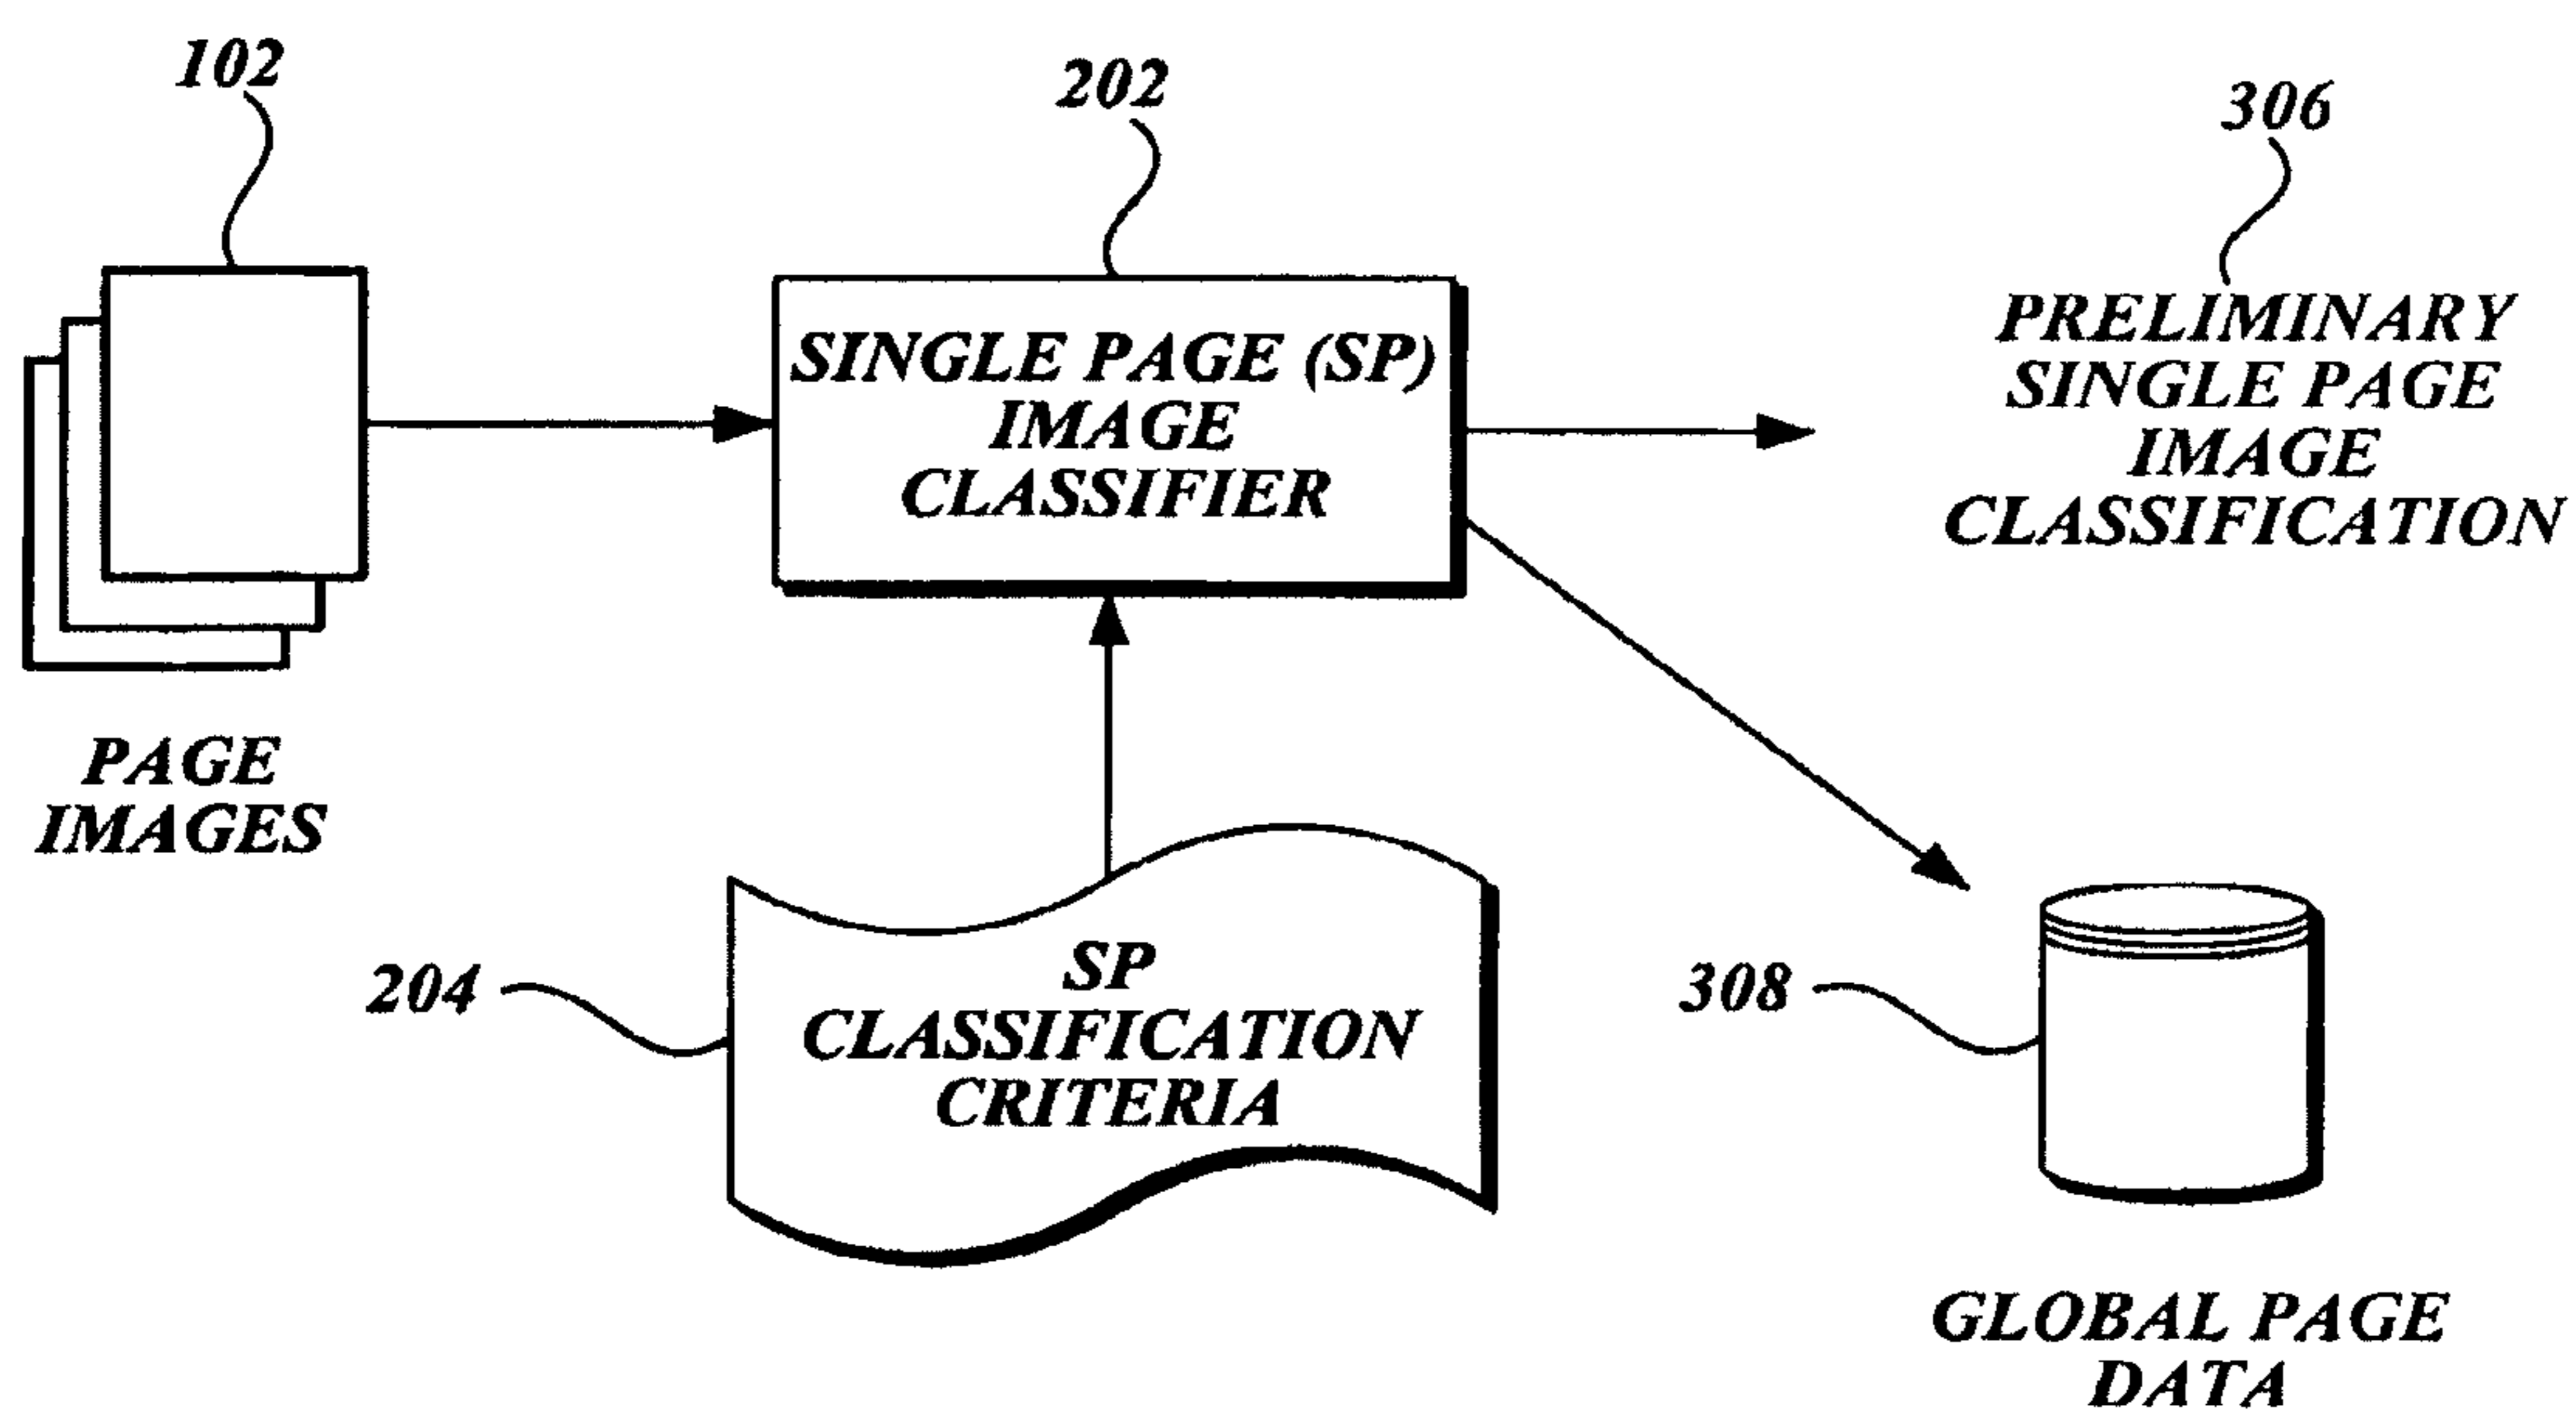 102
202
306
SINGLE PAGE (SP)
IMAGE
CLASSIFIER
PRELIMINARY
SINGLE PAGE
IMAGE
CLASSIFICATION
PAGE
IMAGES
204
SP
CLASSIFICATION
CRITERIA
308
GLOBAL PAGE
DATA